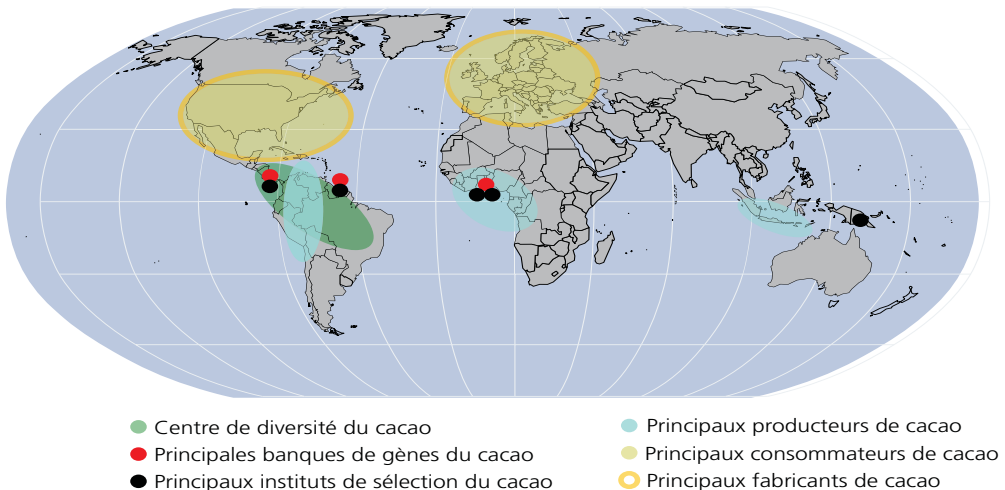 Centre de diversité du cacao
Principales banques de gènes du cacao
Principaux instituts de sélection du cacao
Principaux producteurs de cacao
Principaux consommateurs de cacao
Principaux fabricants de cacao